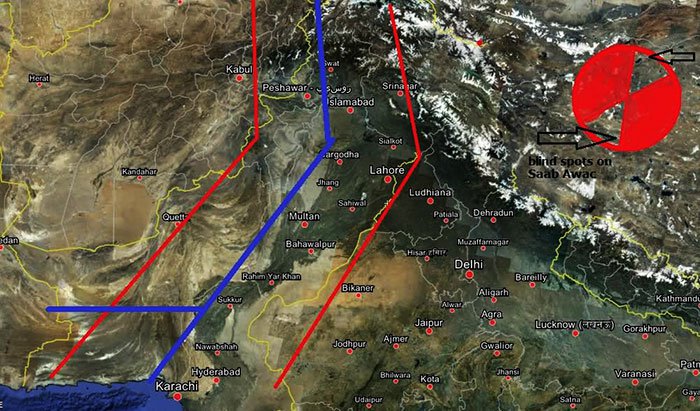 Swat
Herat
Kabul
Peshawar
Islamabad
Srinagar
Sialkot
blind spots on
Saab Awac
Kandahar
Sargodha
Lahore
Jhang
Ludhiana
Sahiwal
Patiala
Dehradun
Quetta
Multan
Bahawalpur
Muzaffarnagar
Hisar हिसार
Delhi
Rahim Yar Khan
Bikaner
Bareilly
Aligarh
Kathmandu
Sukkur
Alwar
Agra
Jaipur
Lucknow (लखनऊ)
Gorakhpur
Nawabshah
Jodhpur
Ajmer
Gwalior
Hyderabad
Bhilwara
Kota
Jhansi
Varanasi
Karachi
Udaipur
Satna